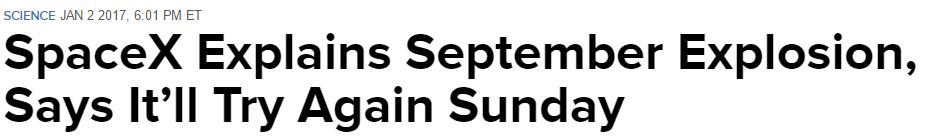 SCIENCE JAN 2 2017, 6:01 PM ET
SpaceX Explains September Explosion,
Says It’ll Try Again Sunday